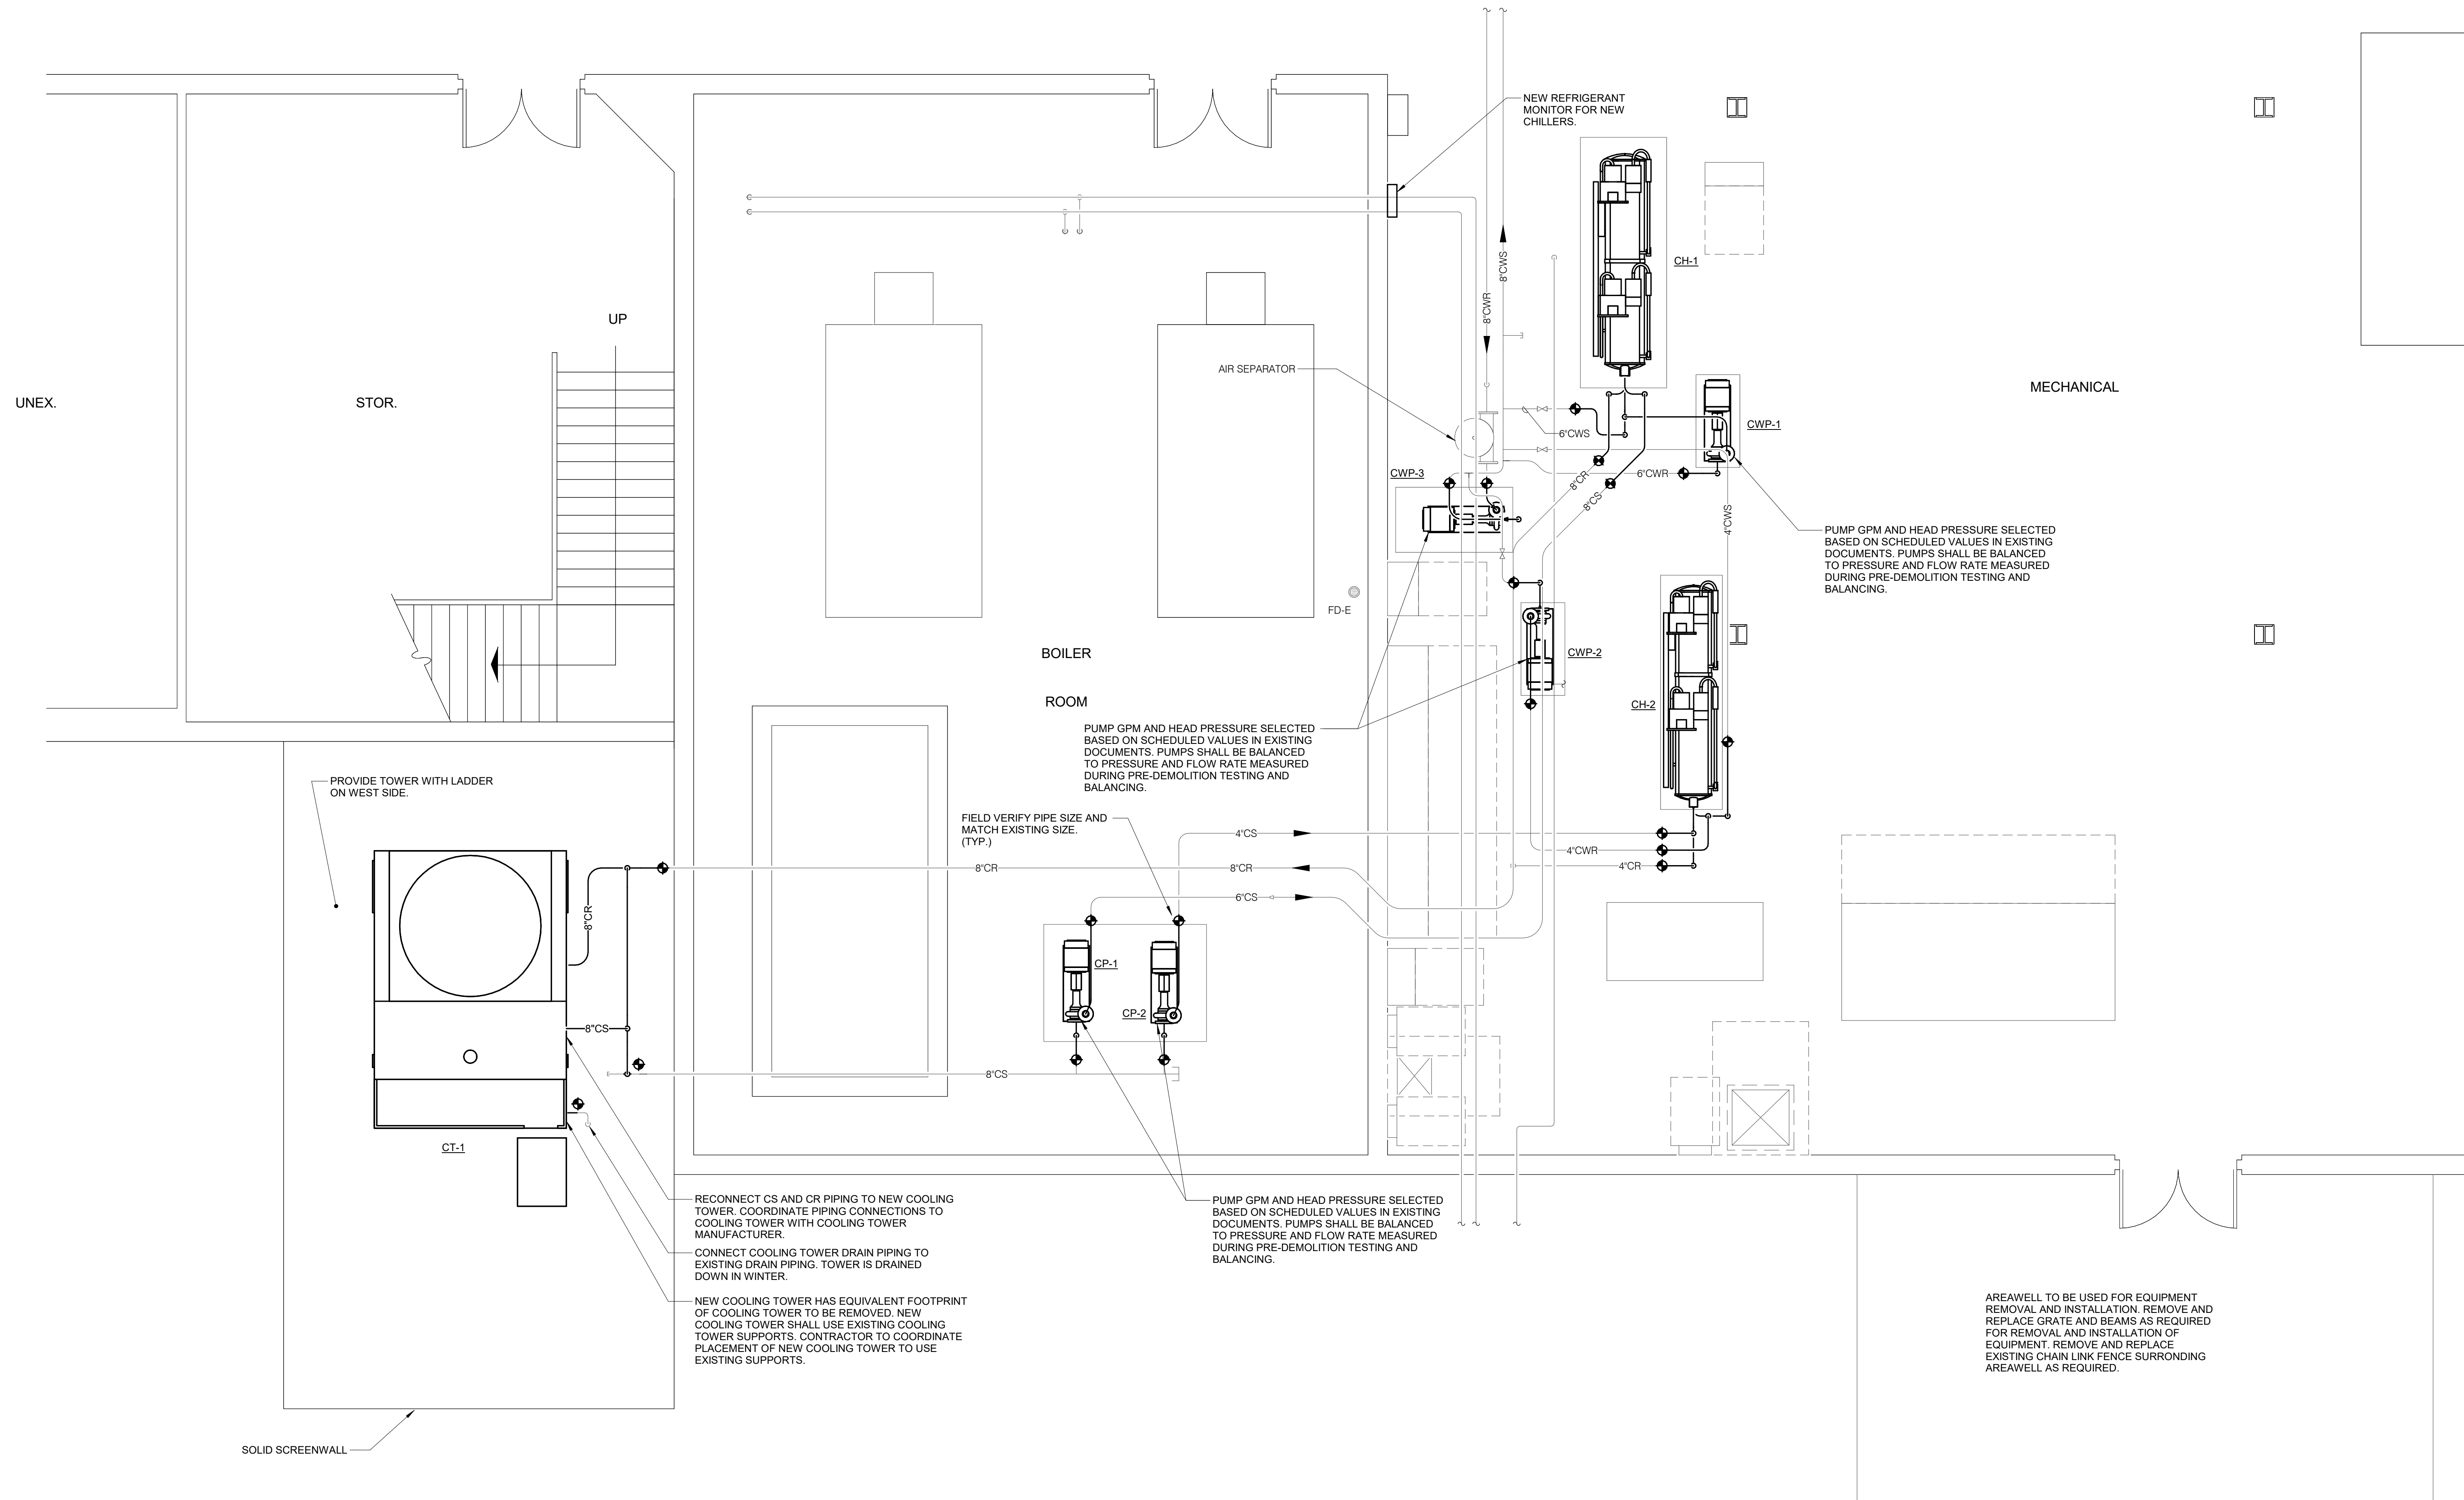 NEW REFRIGERANT
MONITOR FOR NEW
CHILLERS.
8"CWS
CH-1
8"CWR
UP
AIR SEPARATOR
MECHANICAL
UNEX.
STOR.
CWP-1
6"CWS
CWP-3
6"CWR
8"CR
8"CS
4"CWS
PUMP GPM AND HEAD PRESSURE SELECTED
BASED ON SCHEDULED VALUES IN EXISTING
DOCUMENTS. PUMPS SHALL BE BALANCED
TO PRESSURE AND FLOW RATE MEASURED
DURING PRE-DEMOLITION TESTING AND
BALANCING.
FD-E
BOILER
ROOM
CWP-2
CH-2
PUMP GPM AND HEAD PRESSURE SELECTED
BASED ON SCHEDULED VALUES IN EXISTING
DOCUMENTS. PUMPS SHALL BE BALANCED
TO PRESSURE AND FLOW RATE MEASURED
DURING PRE-DEMOLITION TESTING AND
BALANCING.
PROVIDE TOWER WITH LADDER
ON WEST SIDE.
FIELD VERIFY PIPE SIZE AND
MATCH EXISTING SIZE.
(TYP.)
4"CS
4"CWR
8"CR
8"CR
4"CR
6"CS
8"CR
CP-1
CP-2
8"CS
8"CS
CT-1
RECONNECT CS AND CR PIPING TO NEW COOLING
TOWER. COORDINATE PIPING CONNECTIONS TO
COOLING TOWER WITH COOLING TOWER
MANUFACTURER.
CONNECT COOLING TOWER DRAIN PIPING TO
EXISTING DRAIN PIPING. TOWER IS DRAINED
DOWN IN WINTER.
NEW COOLING TOWER HAS EQUIVALENT FOOTPRINT
OF COOLING TOWER TO BE REMOVED. NEW
COOLING TOWER SHALL USE EXISTING COOLING
TOWER SUPPORTS. CONTRACTOR TO COORDINATE
PLACEMENT OF NEW COOLING TOWER TO USE
EXISTING SUPPORTS.
PUMP GPM AND HEAD PRESSURE SELECTED
BASED ON SCHEDULED VALUES IN EXISTING
DOCUMENTS. PUMPS SHALL BE BALANCED
TO PRESSURE AND FLOW RATE MEASURED
DURING PRE-DEMOLITION TESTING AND
BALANCING.
AREAWELL TO BE USED FOR EQUIPMENT
REMOVAL AND INSTALLATION. REMOVE AND
REPLACE GRATE AND BEAMS AS REQUIRED
FOR REMOVAL AND INSTALLATION OF
EQUIPMENT. REMOVE AND REPLACE
EXISTING CHAIN LINK FENCE SURRONDING
AREAWELL AS REQUIRED.
SOLID SCREENWALL